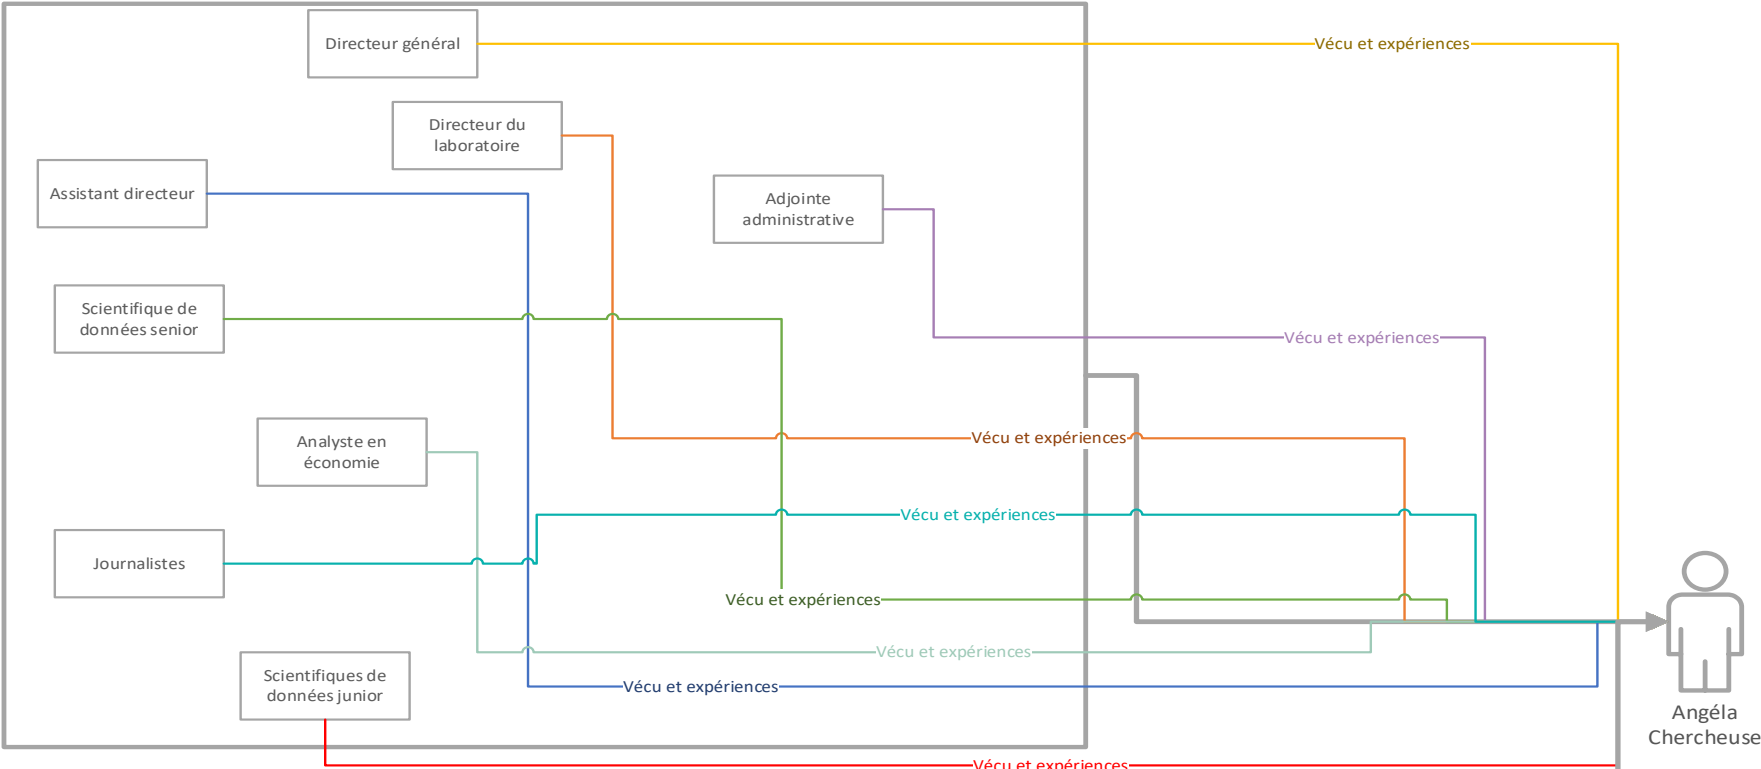 Directeur général
Vécu et expériences
Directeur du
laboratoire
Assistant directeur
Adjointe
administrative
Scientifique de
données senior
Vécu et expériences
Analyste en
économie
Vécu et expériences
Vécu et expériences
Journalistes
Vécu et expériences
Vécu et expériences
Scientifiques de
données junior
Vécu et expériences
Angéla
Chercheuse
Vécu et expériences